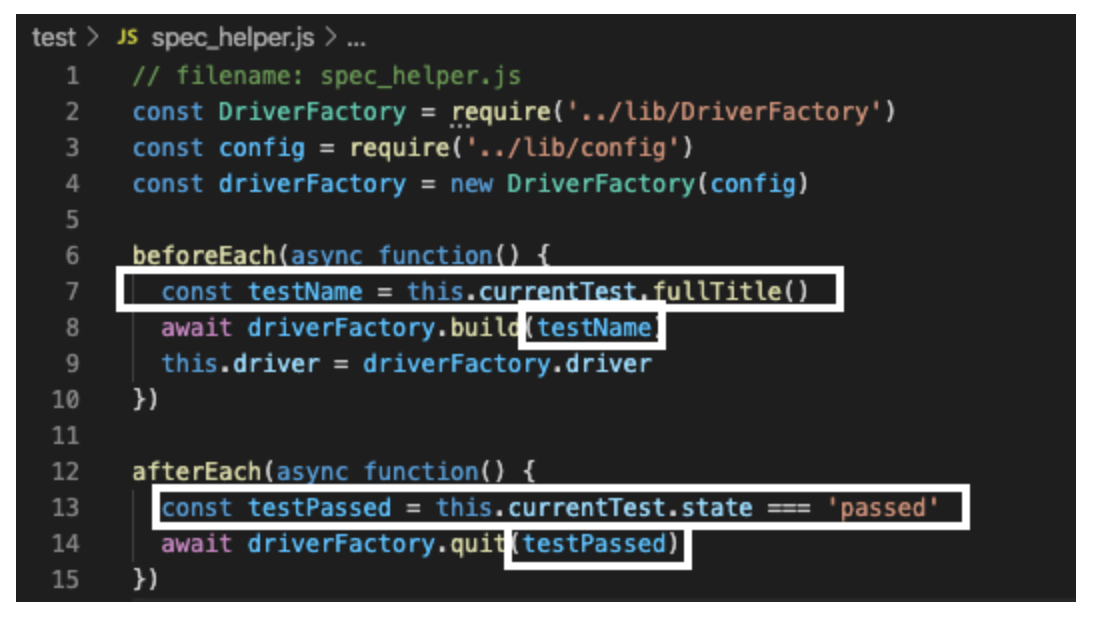 test > JS spec_helper.js > ...
1 // filename: spec_helper.js
2 const DriverFactory = require('../lib/DriverFactory')
3 const config = require('../lib/config')
4 const driverFactory = new DriverFactory(config)
5
6 beforeEach(async function() {
7   const testName = this.currentTest.fullTitle()
8   await driverFactory.build(testName)
9   this.driver = driverFactory.driver
10 })
11
12 afterEach(async function() {
13   const testPassed = this.currentTest.state === 'passed'
14   await driverFactory.quit(testPassed)
15 })